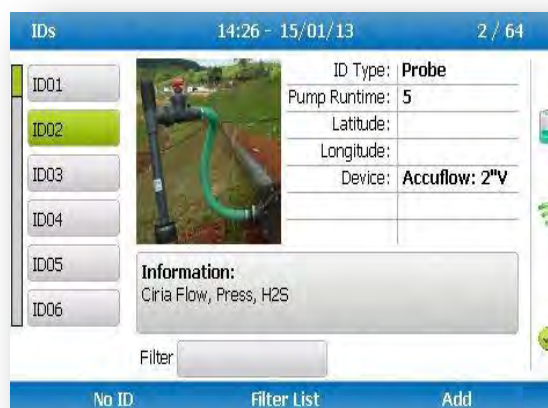 IDs 14:26 - 15/01/13 2 / 64
ID01
ID02
ID03
ID04
ID05
ID06
ID Type: Probe
Pump Runtime: 5
Latitude:
Longitude:
Device: Accuflow: 2"V
Information:
Ciria Flow, Press, H2S
Filter
No ID Filter List Add